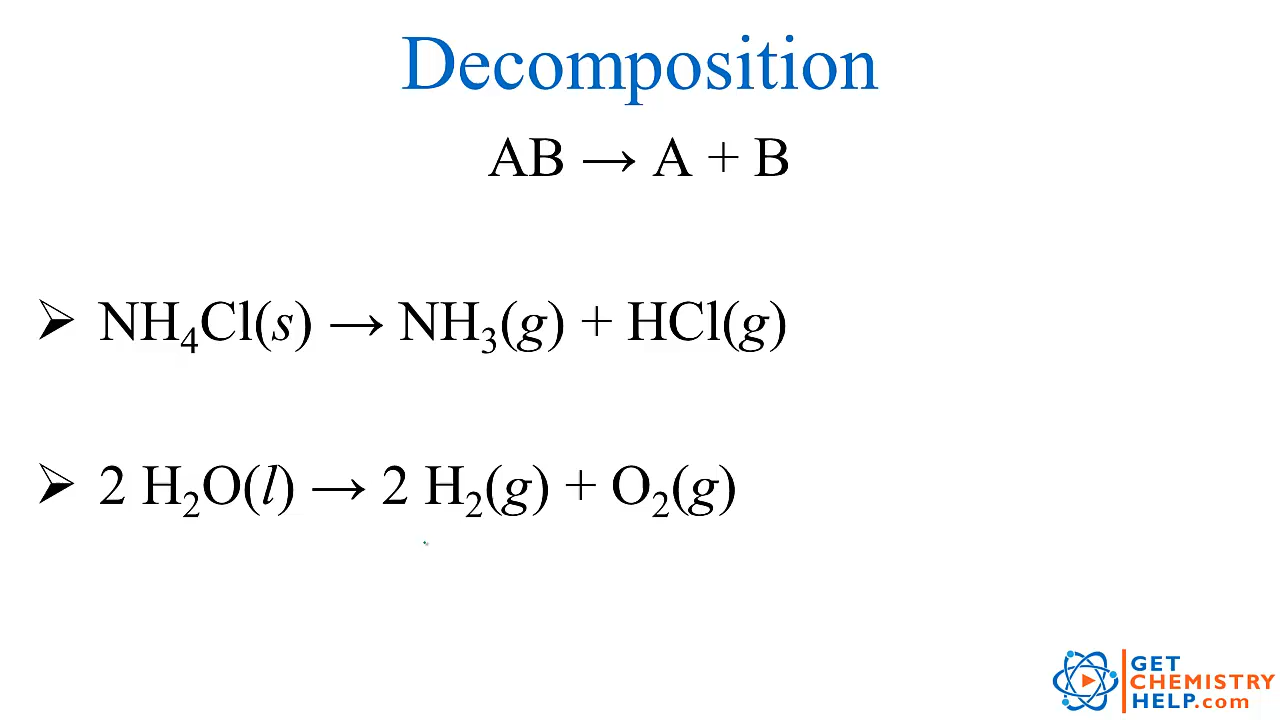 Decomposition
AB → A + B
➢ NH₄Cl(s) → NH₃(g) + HCl(g)
➢ 2 H₂O(l) → 2 H₂(g) + O₂(g)
GET
CHEMISTRY
HELP.com